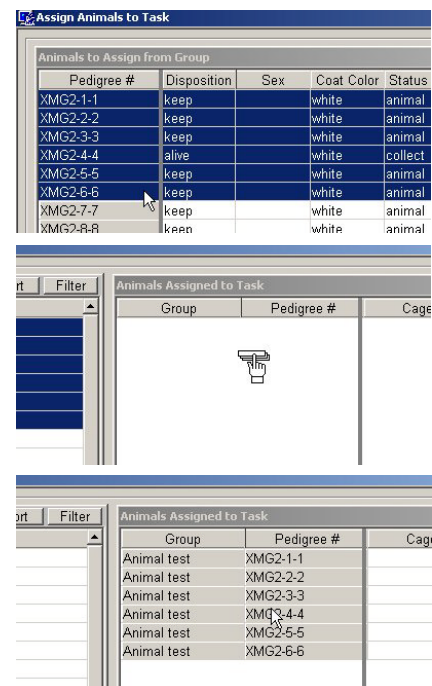 Assign Animals to Task
Animals to Assign from Group
Pedigree # Disposition Sex Coat Color Status
XMG2-1-1 keep white animal
XMG2-2-2 keep white animal
XMG2-3-3 keep white animal
XMG2-4-4 alive white collect
XMG2-5-5 keep white animal
XMG2-6-6 keep white animal
XMG2-7-7 keep white animal
XMG2-8-8 keep white animal
rt Filter Animals Assigned to Task
Group Pedigree # Cage
ort Filter Animals Assigned to Task
Group Pedigree # Cage
Animal test XMG2-1-1
Animal test XMG2-2-2
Animal test XMG2-3-3
Animal test XMG2-4-4
Animal test XMG2-5-5
Animal test XMG2-6-6